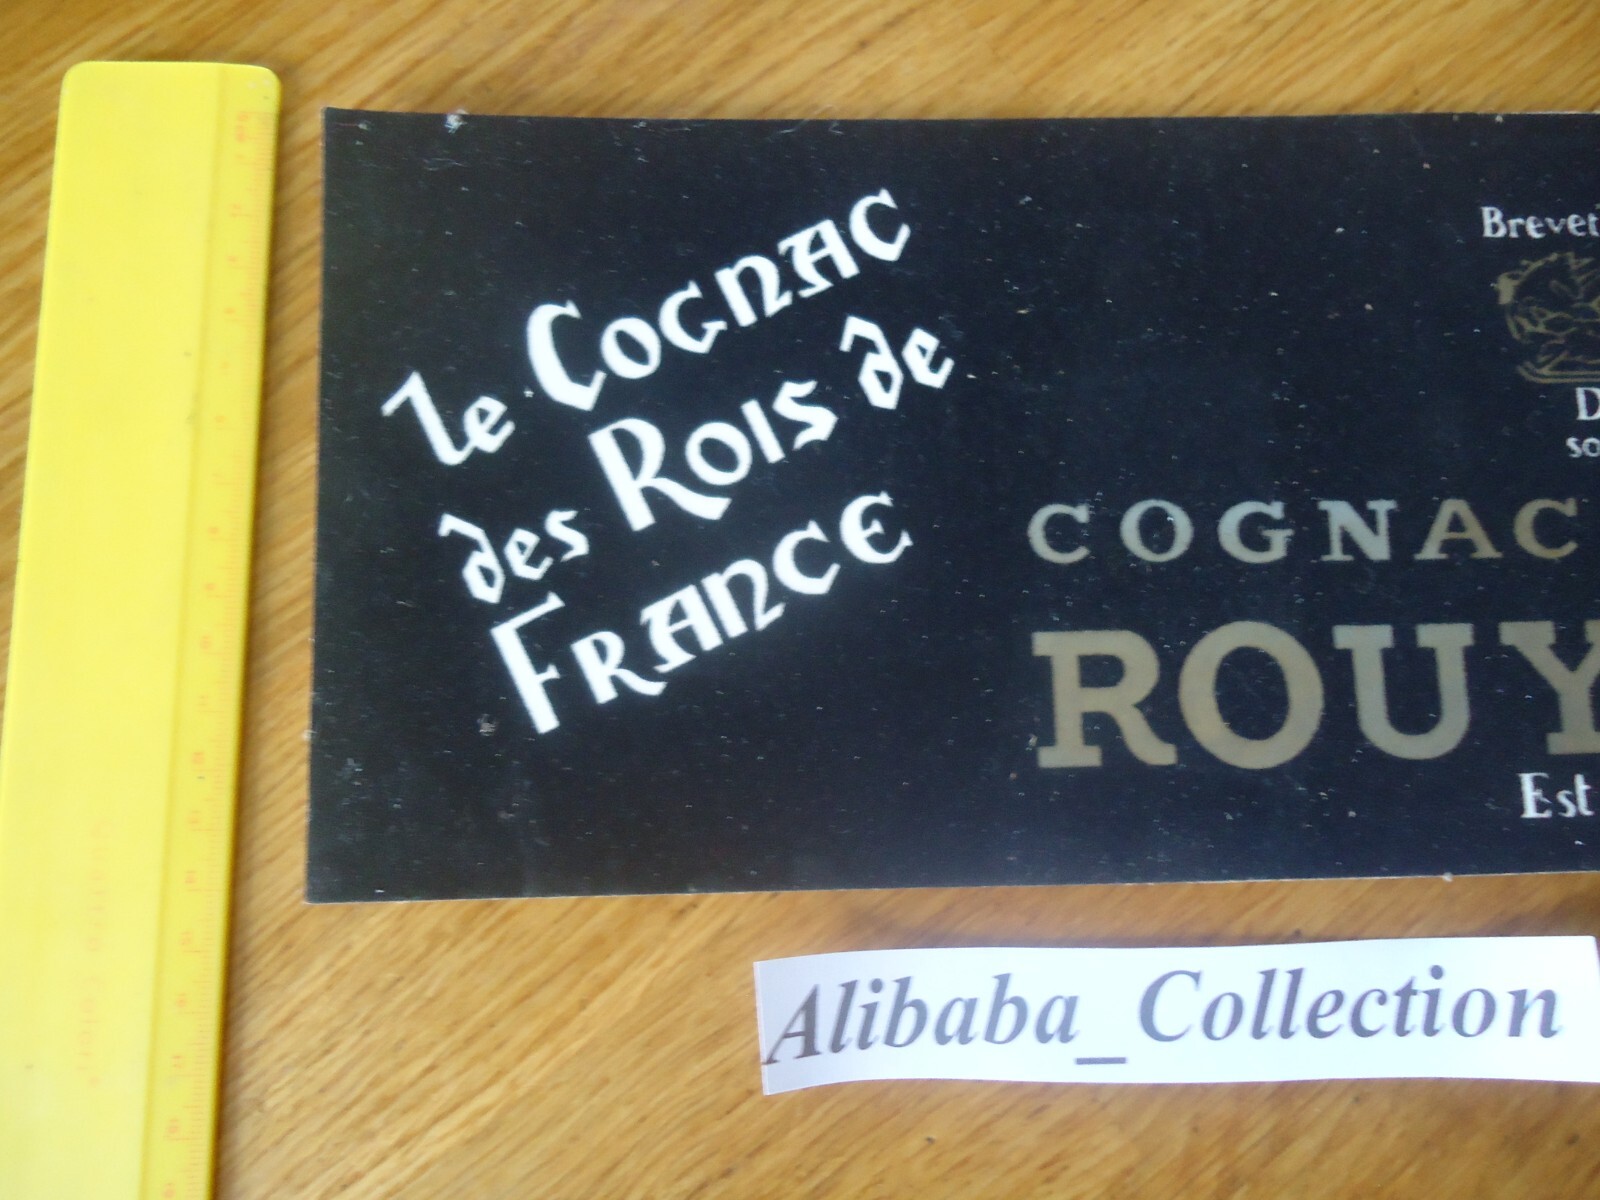 le Cognac
des Rois de
France
Brevet
D
so
COGNAC
ROUY
Est
Alibaba_Collection